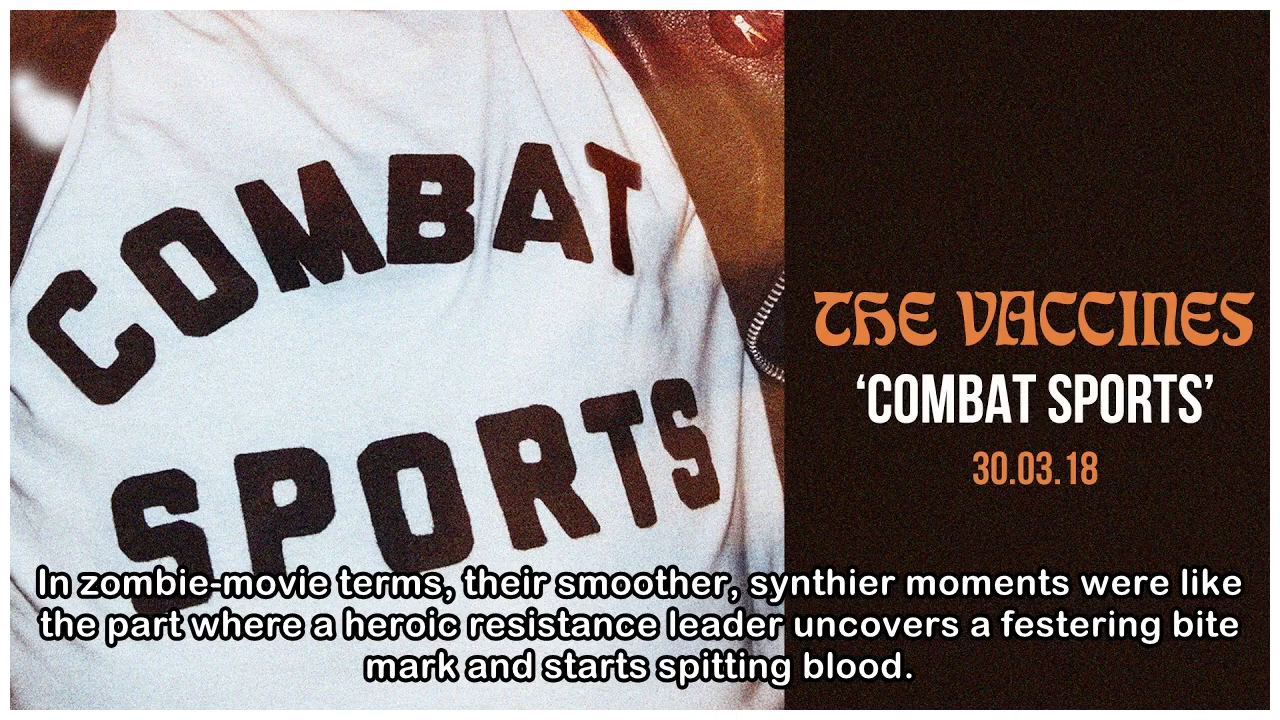 COMBAT
SPORTS
THE VACCINES
‘COMBAT SPORTS’
30.03.18
In zombie-movie terms, their smoother, synthier moments were like
the part where a heroic resistance leader uncovers a festering bite
mark and starts spitting blood.